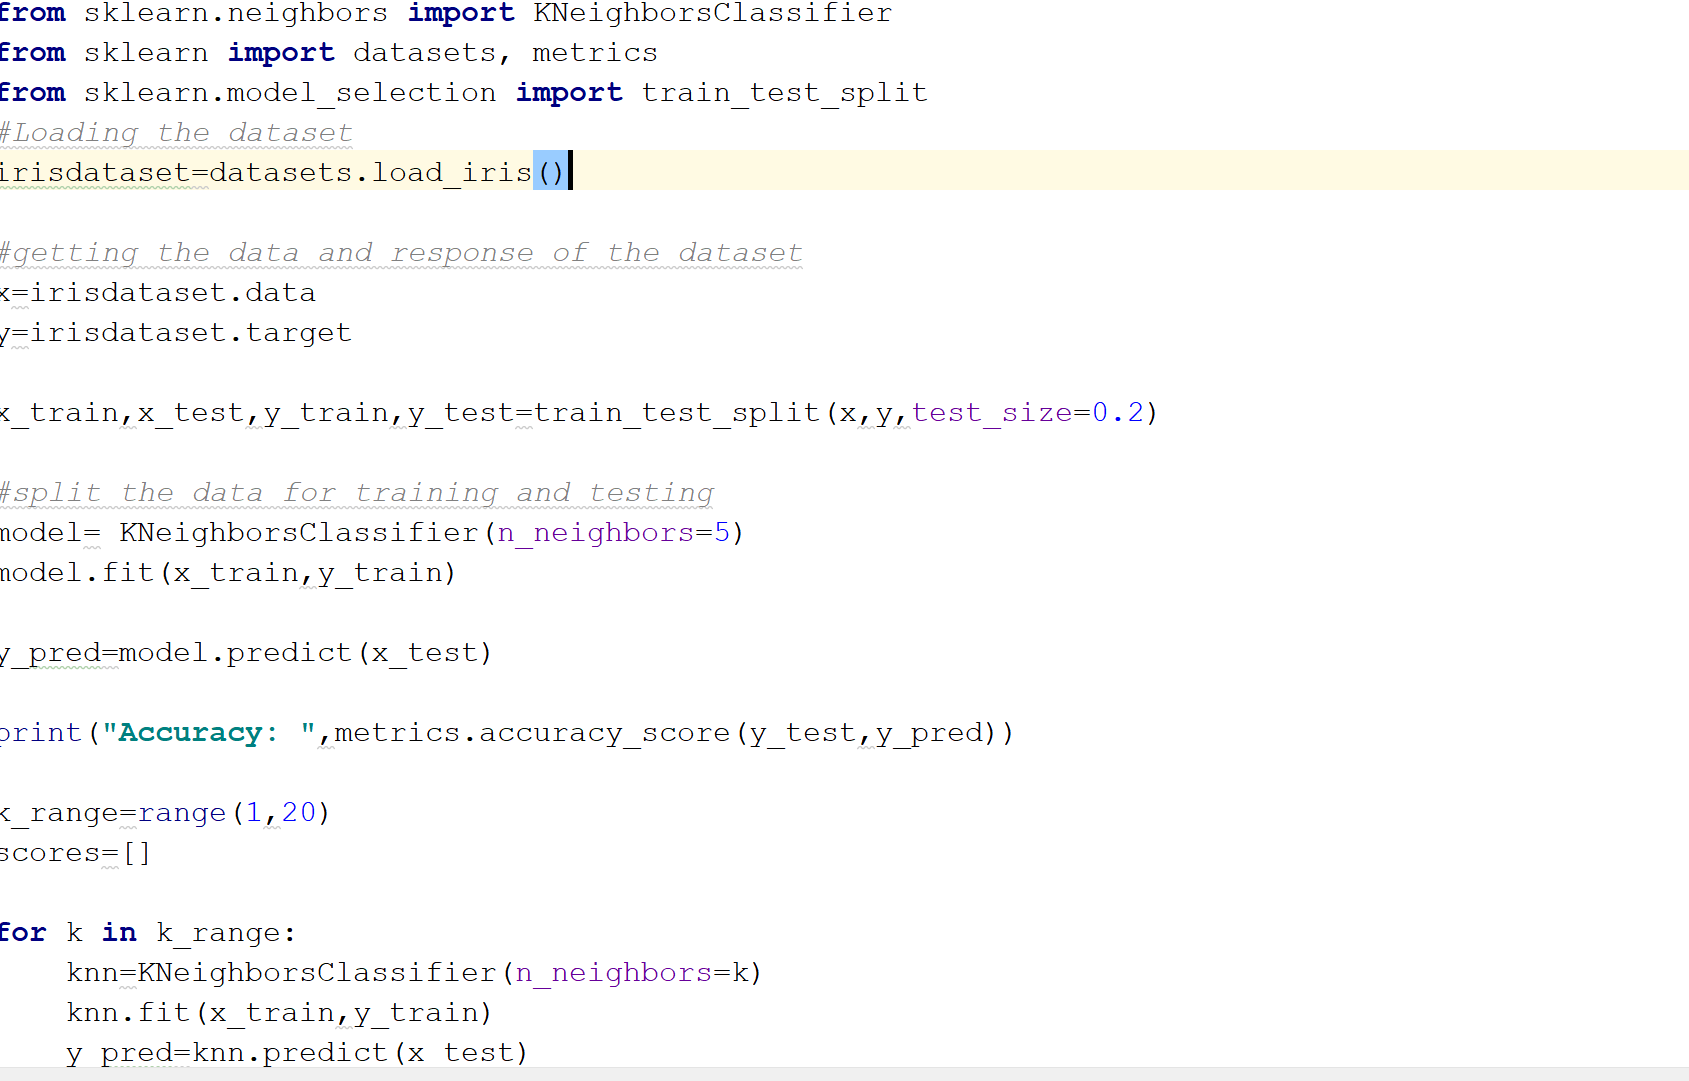 from sklearn.neighbors import KNeighborsClassifier
from sklearn import datasets, metrics
from sklearn.model_selection import train_test_split
#Loading the dataset
irisdataset=datasets.load_iris()
#getting the data and response of the dataset
x=irisdataset.data
y=irisdataset.target
x_train,x_test,y_train,y_test=train_test_split(x,y,test_size=0.2)
#split the data for training and testing
model= KNeighborsClassifier(n_neighbors=5)
model.fit(x_train,y_train)
y_pred=model.predict(x_test)
print("Accuracy: ",metrics.accuracy_score(y_test,y_pred))
k_range=range(1,20)
scores=[]
for k in k_range:
    knn=KNeighborsClassifier(n_neighbors=k)
    knn.fit(x_train,y_train)
    y_pred=knn.predict(x_test)